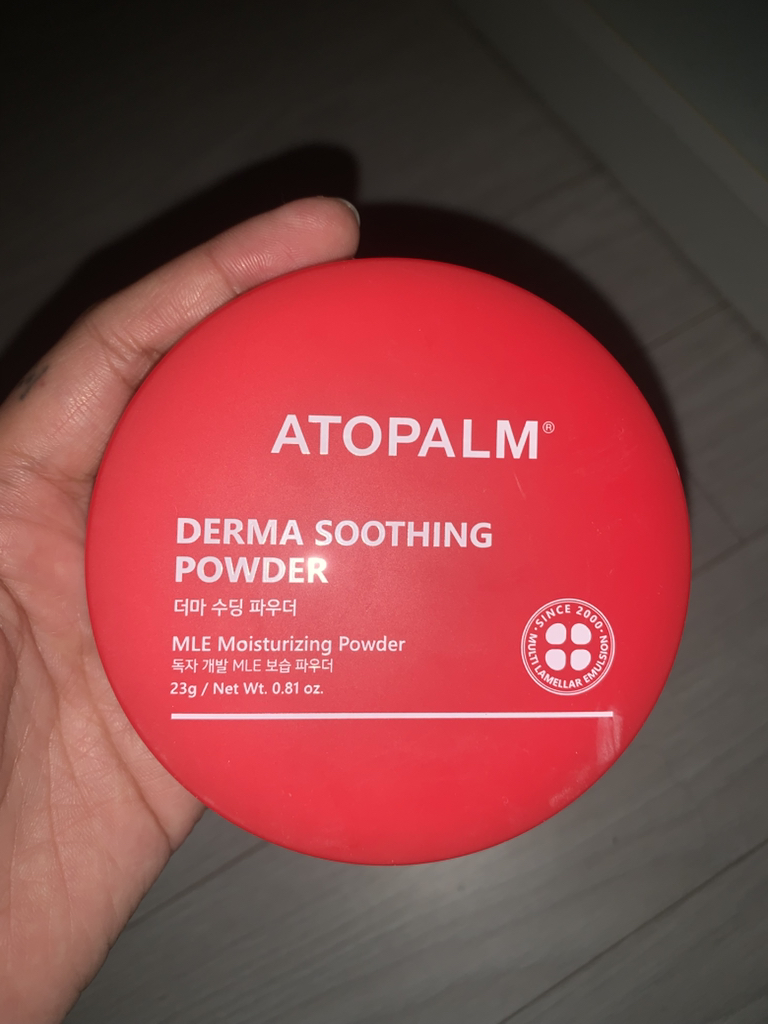 ATOPALM®
DERMA SOOTHING
POWDER
더마 수딩 파우더
MLE Moisturizing Powder
독자 개발 MLE 보습 파우더
23g / Net Wt. 0.81 oz.
·SINCE 2000·
MULTI LAMELLAR EMULSION